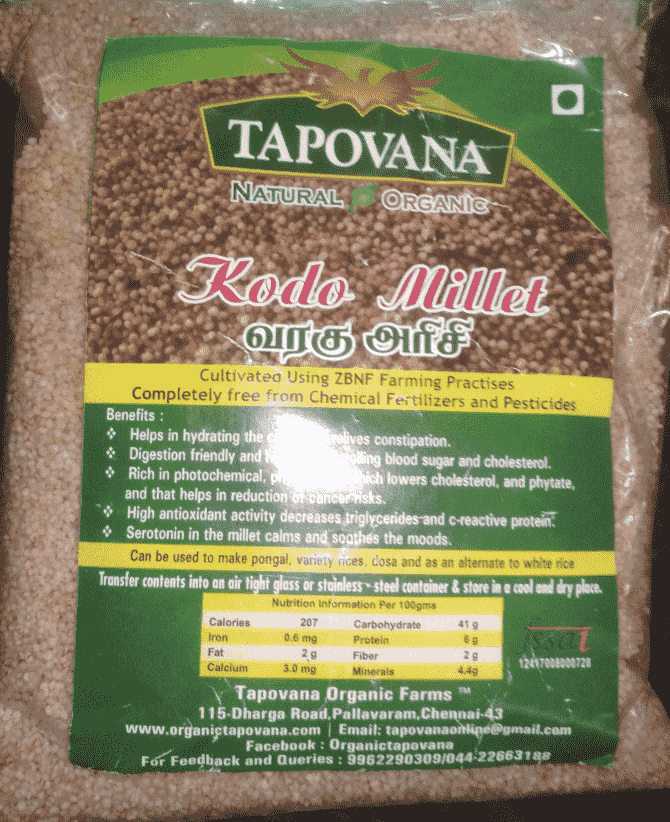 TAPOVANA
NATURAL ORGANIC
Kodo Millet
வரகு அரிசி
Cultivated Using ZBNF Farming Practises
Completely free from Chemical Fertilizers and Pesticides
Benefits :
❖ Helps in hydrating the constipation.
❖ Digestion friendly and blood sugar and cholesterol.
❖ Rich in photochemical, lowers cholesterol, and phytate,
and that helps in reduction of cancer risks.
❖ High antioxidant activity decreases triglycerides and c-reactive protein.
❖ Serotonin in the millet calms and soothes the moods.
Can be used to make pongal, variety rices, dosa and as an alternate to white rice
Transfer contents into an air tight glass or stainless - steel container & store in a cool and dry place.
Nutrition Information Per 100gms
Calories 207 Carbohydrate 41 g
Iron 0.6 mg Protein 6 g
Fat 2 g Fiber 2 g
Calcium 3.0 mg Minerals 4.4g
fssai
12417008000728
Tapovana Organic Farms ™
115-Dharga Road,Pallavaram,Chennai-43
www.organictapovana.com | Email: tapovanaonline@gmail.com
Facebook : Organictapovana
For Feedback and Queries : 9962290309/044-22663188